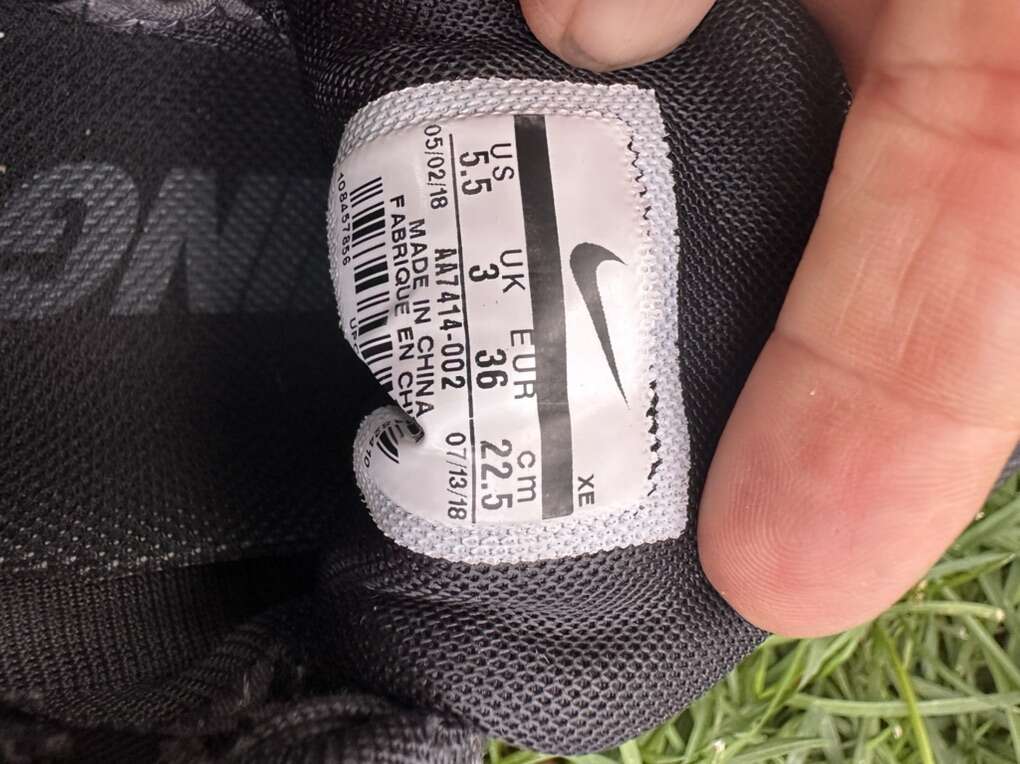 XE
US UK EUR cm
5.5 3 36 22.5
05/02/18 AA7414-002 07/13/18
MADE IN CHINA
FABRIQUE EN
108457856